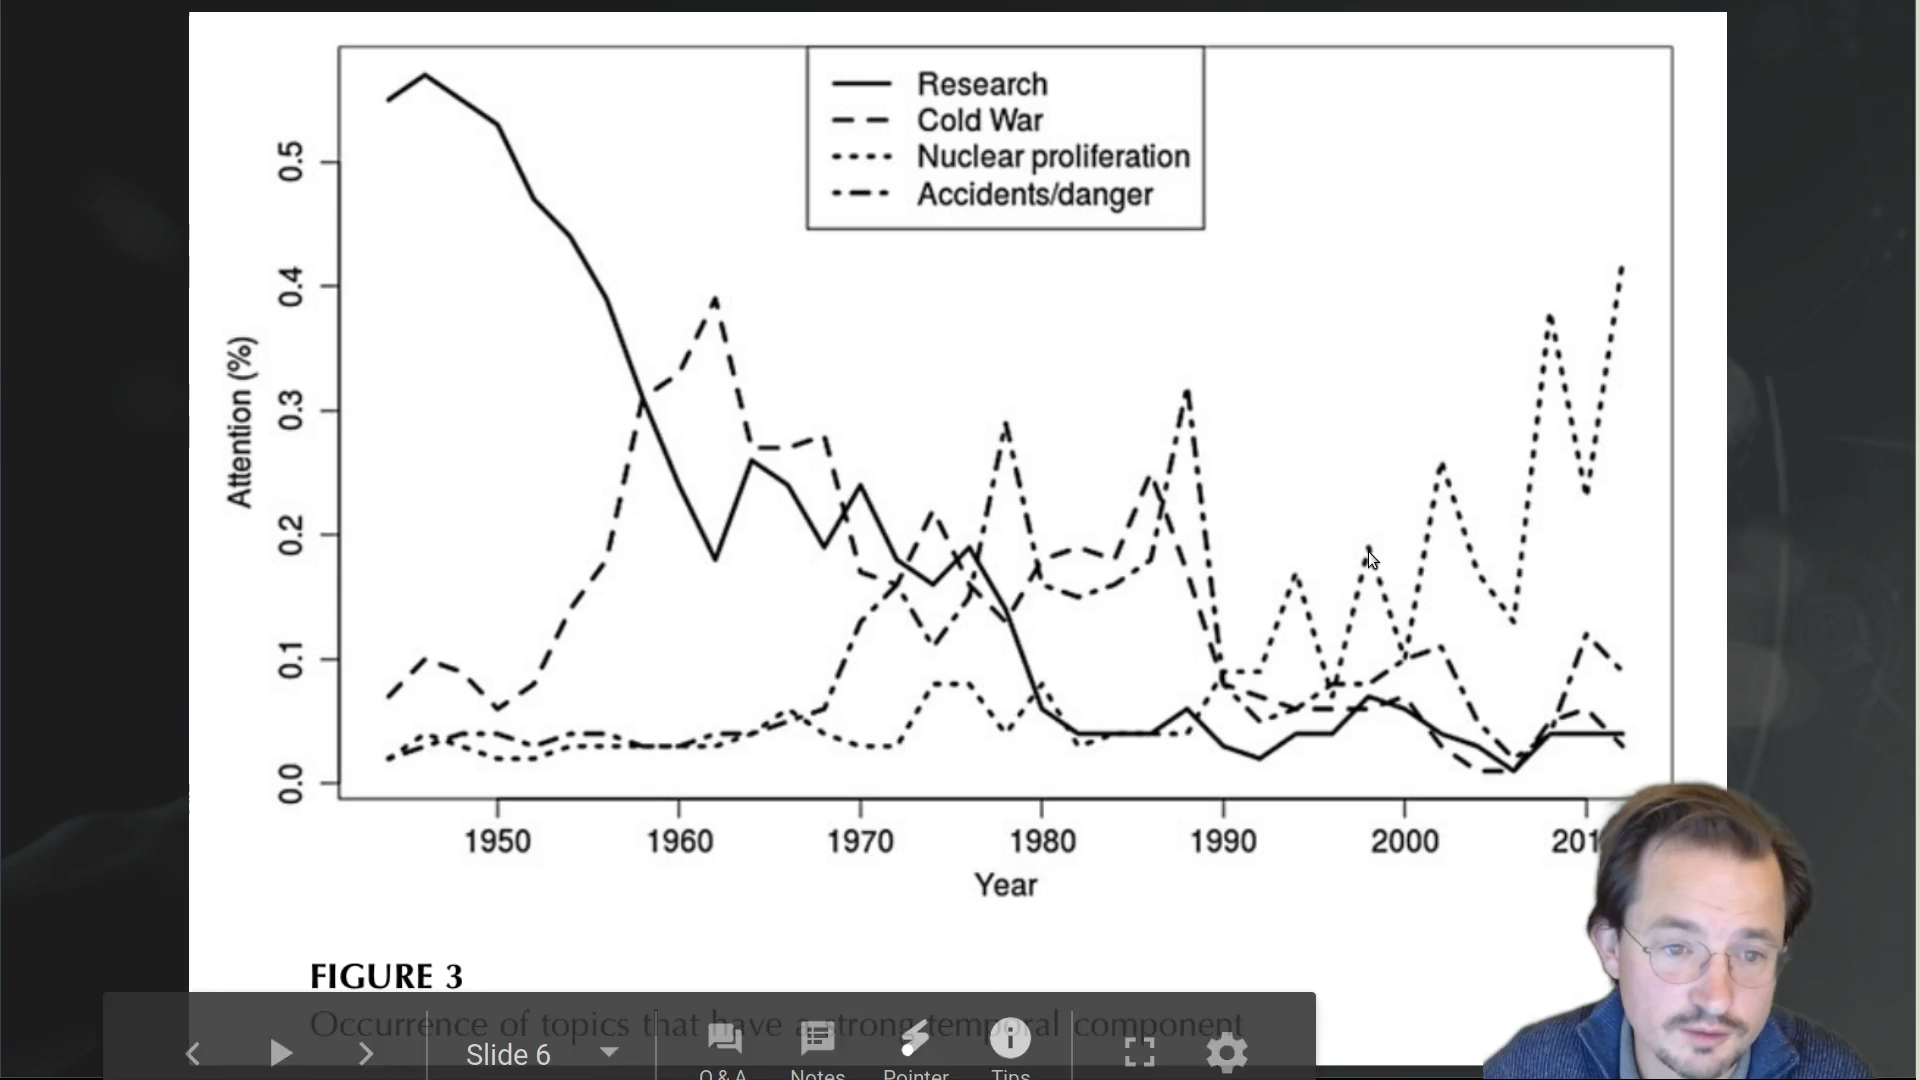 Research
Cold War
Nuclear proliferation
Accidents/danger
0.5
0.4
0.3
0.2
0.1
0.0
Attention (%)
1950 1960 1970 1980 1990 2000 201
Year
FIGURE 3
Occurrence of topics that have a strong temporal component
Slide 6
Q & A Notes Pointer Tips